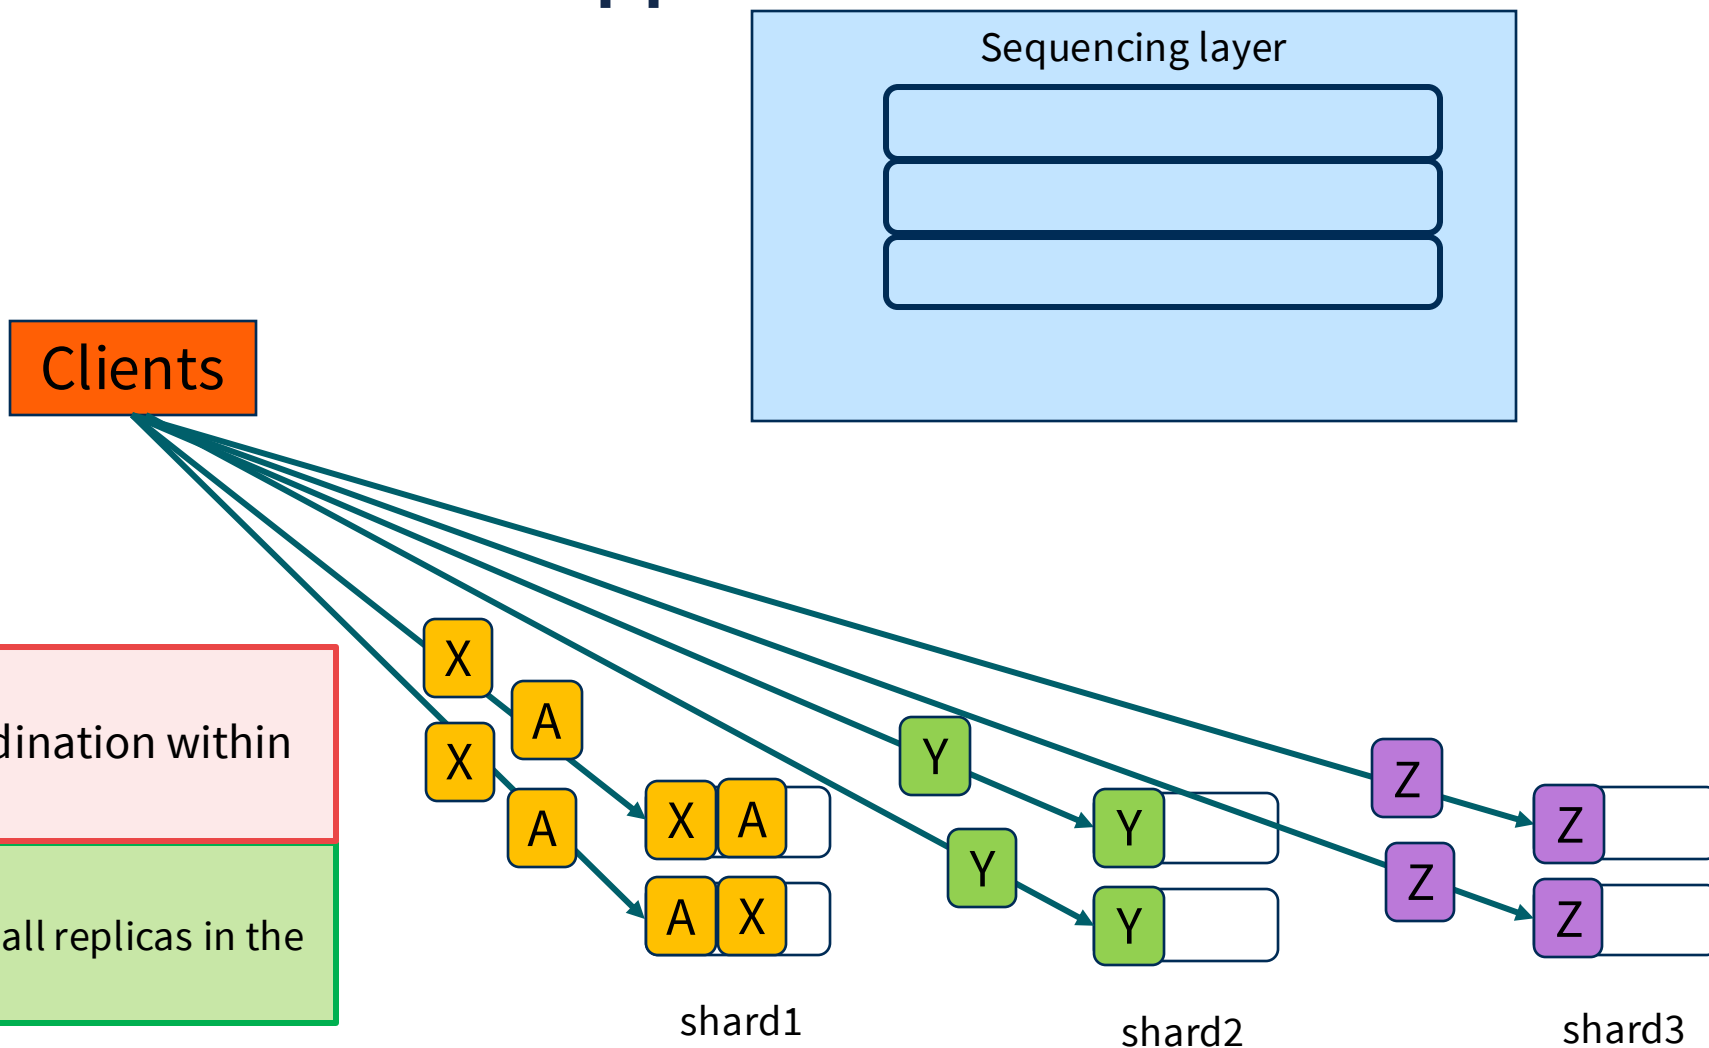 Sequencing layer
Clients
X
A
X
A
Y
Y
Z
Z
X A
A X
Y
Y
Z
Z
dination within
all replicas in the
shard1
shard2
shard3